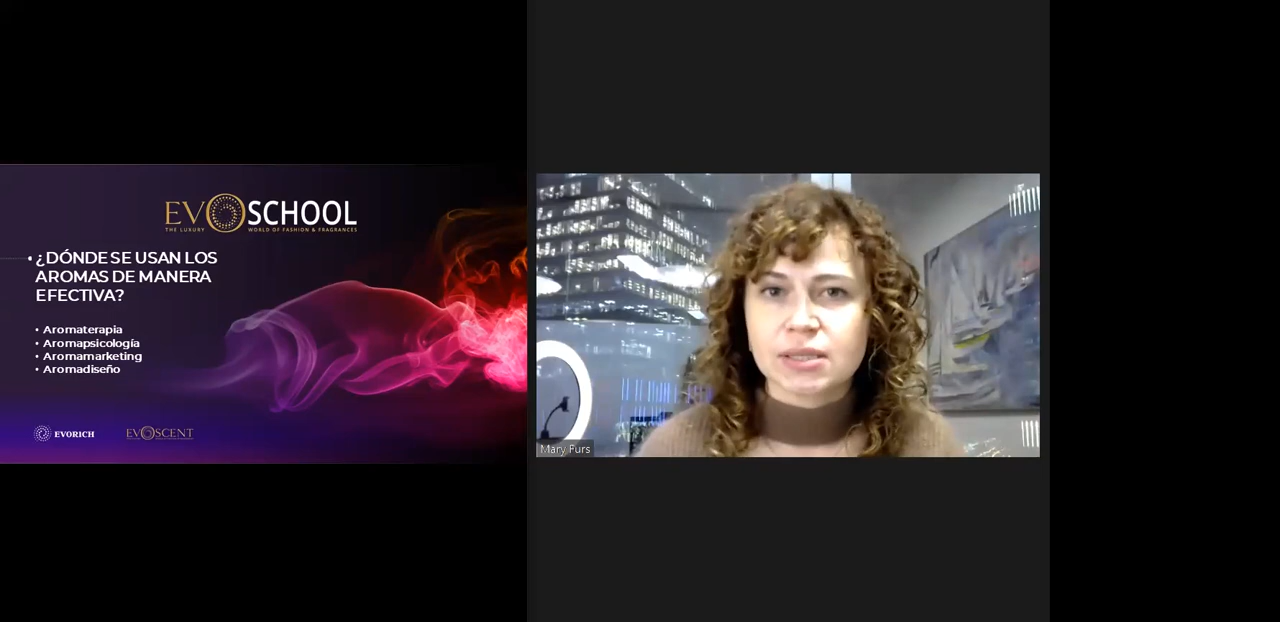 EVOSCHOOL
THE LUXURY WORLD OF FASHION & FRAGRANCES
• ¿DÓNDE SE USAN LOS
AROMAS DE MANERA
EFECTIVA?
• Aromaterapia
• Aromapsicología
• Aromamarketing
• Aromadiseño
EVORICH
EVOSCENT
Mary Furs